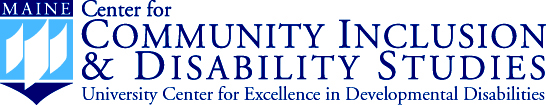 MAINE
Center for
COMMUNITY INCLUSION
& DISABILITY STUDIES
University Center for Excellence in Developmental Disabilities